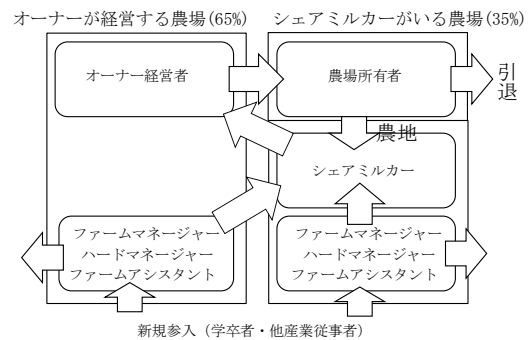 オーナーが経営する農場(65%)
シェアミルカーがいる農場(35%)
オーナー経営者
農場所有者
引退
農地
シェアミルカー
ファームマネージャー
ハードマネージャー
ファームアシスタント
ファームマネージャー
ハードマネージャー
ファームアシスタント
新規参入（学卒者・他産業従事者）